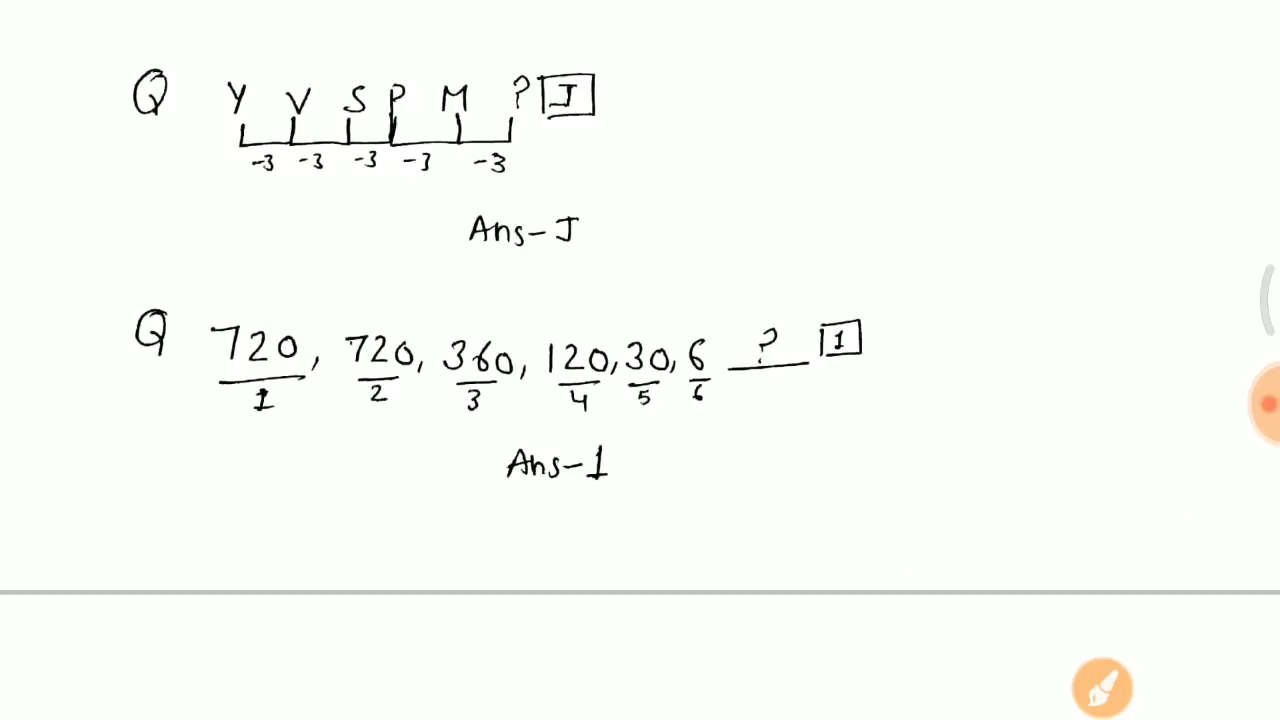 Q Y V S P M ? J
-3 -3 -3 -3 -3
Ans- J
Q 720, 720, 360, 120, 30, 6 ? 1
1 2 3 4 5 6
Ans-1